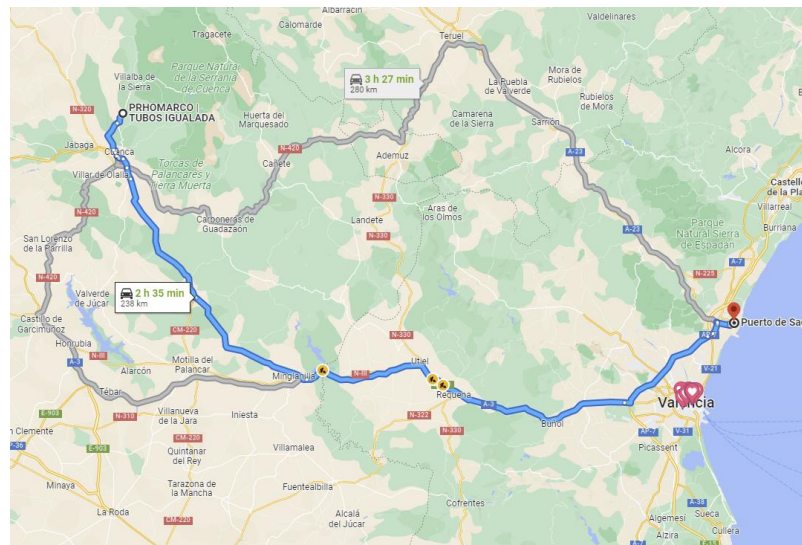 Albarracín
Valdelinares
Tragacete
Calomarde
Teruel
Parque Natural
de la Serranía
de Cuenca
Villalba de
la Sierra
3 h 27 min
280 km
La Puebla
de Valverde
Mora de
Rubielos
Rubielos
de Mora
N-320
PRHOMARCO |
TUBOS IGUALADA
Huerta del
Marquesado
Camarena
de la Sierra
Sarrión
Alcora
Jábaga
Cuenca
N-420
Ademuz
A-23
Torcas de
Palancares y
Tierra Muerta
Cañete
Villar de Olalla
N-330
Castello
de la Pla
Villarreal
Burriana
N-420
Carboneras de
Guadazaón
Landete
Aras de
los Olmos
Parque
Natural Sierra
de Espadán
San Lorenzo
de la Parrilla
N-330
A-23
A-7
N-420
N-225
2 h 35 min
238 km
Valverde
de Júcar
Castillo de
Garcimuñoz
CM-220
N-330
Puerto de Sag
Honrubia
N-III
A-3
Motilla del
Palancar
Alarcón
Minglanilla
N-III
Utiel
V-21
Tébar
Requena
A-3
Valencia
E-903
N-310
Villanueva
de la Jara
Iniesta
N-322
N-330
Buñol
AP-7
V-31
CM-220
Picassent
Quintanar
del Rey
Villamalea
E-903
Minaya
Tarazona de
la Mancha
Fuentealbilla
Cofrentes
A-38
Sueca
La Roda
CM-220
Alcalá
del Júcar
Algemesí
Alzira
Cullera
A-7
E-15